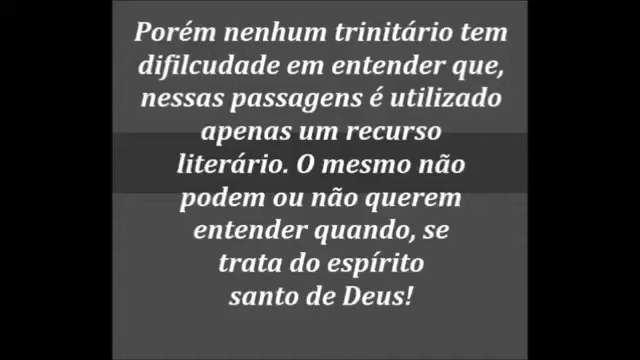 Porém nenhum trinitário tem
difilcudade em entender que,
nessas passagens é utilizado
apenas um recurso
literário. O mesmo não
podem ou não querem
entender quando, se
trata do espírito
santo de Deus!